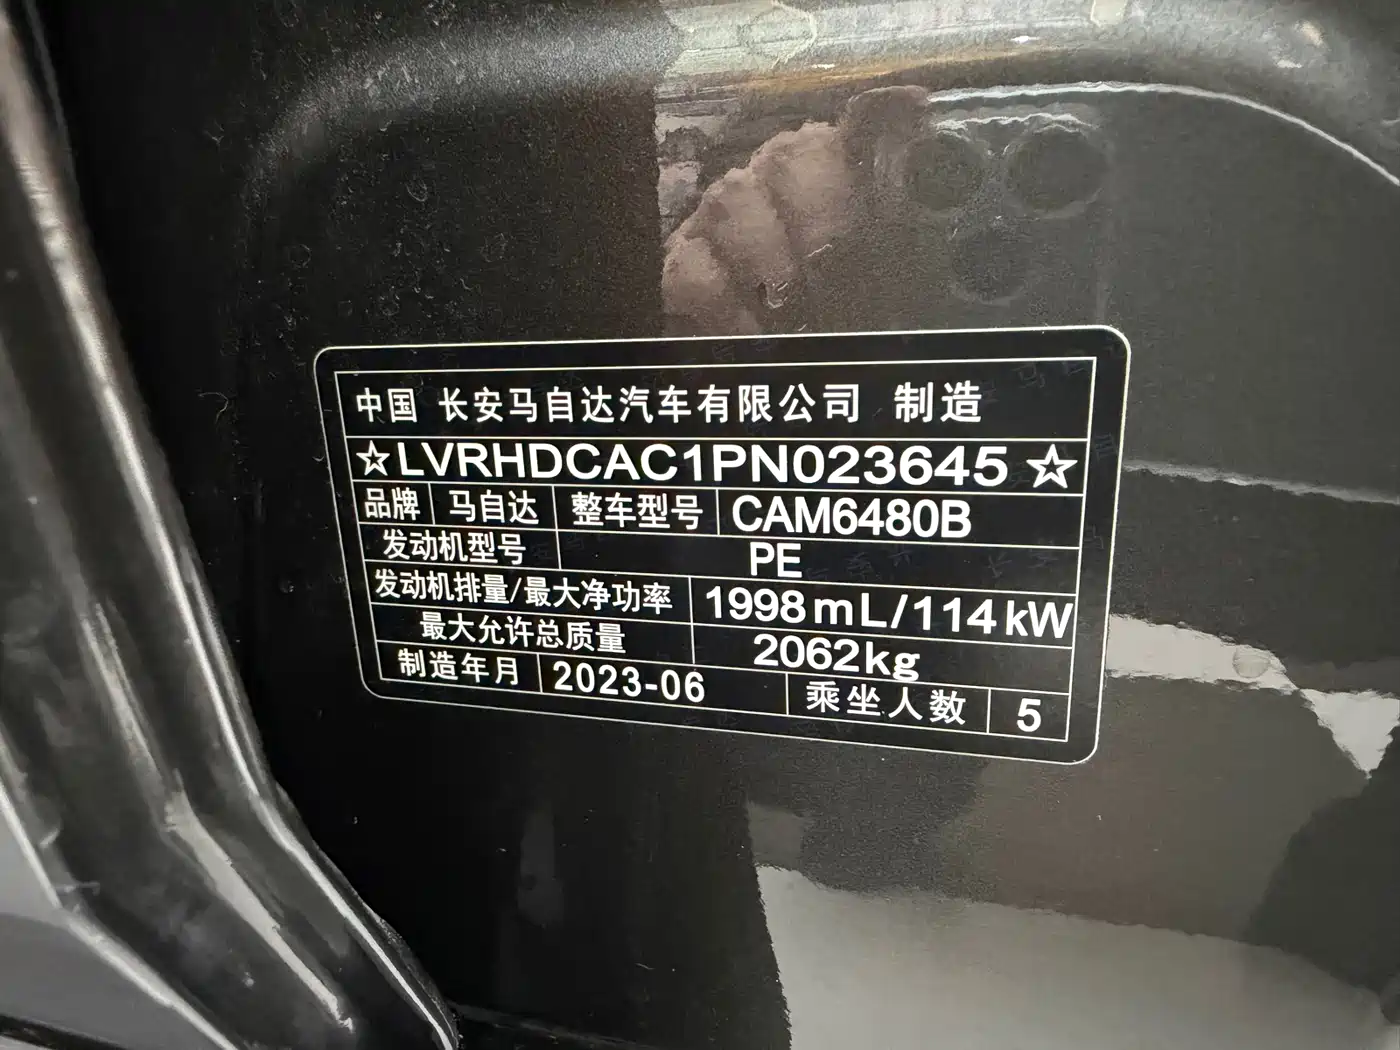 中国 长安马自达汽车有限公司 制造
☆LVRHDCAC1PN023645☆
品牌 马自达 整车型号 CAM6480B
发动机型号 PE
发动机排量/最大净功率 1998mL/114kW
最大允许总质量 2062kg
制造年月 2023-06 乘坐人数 5